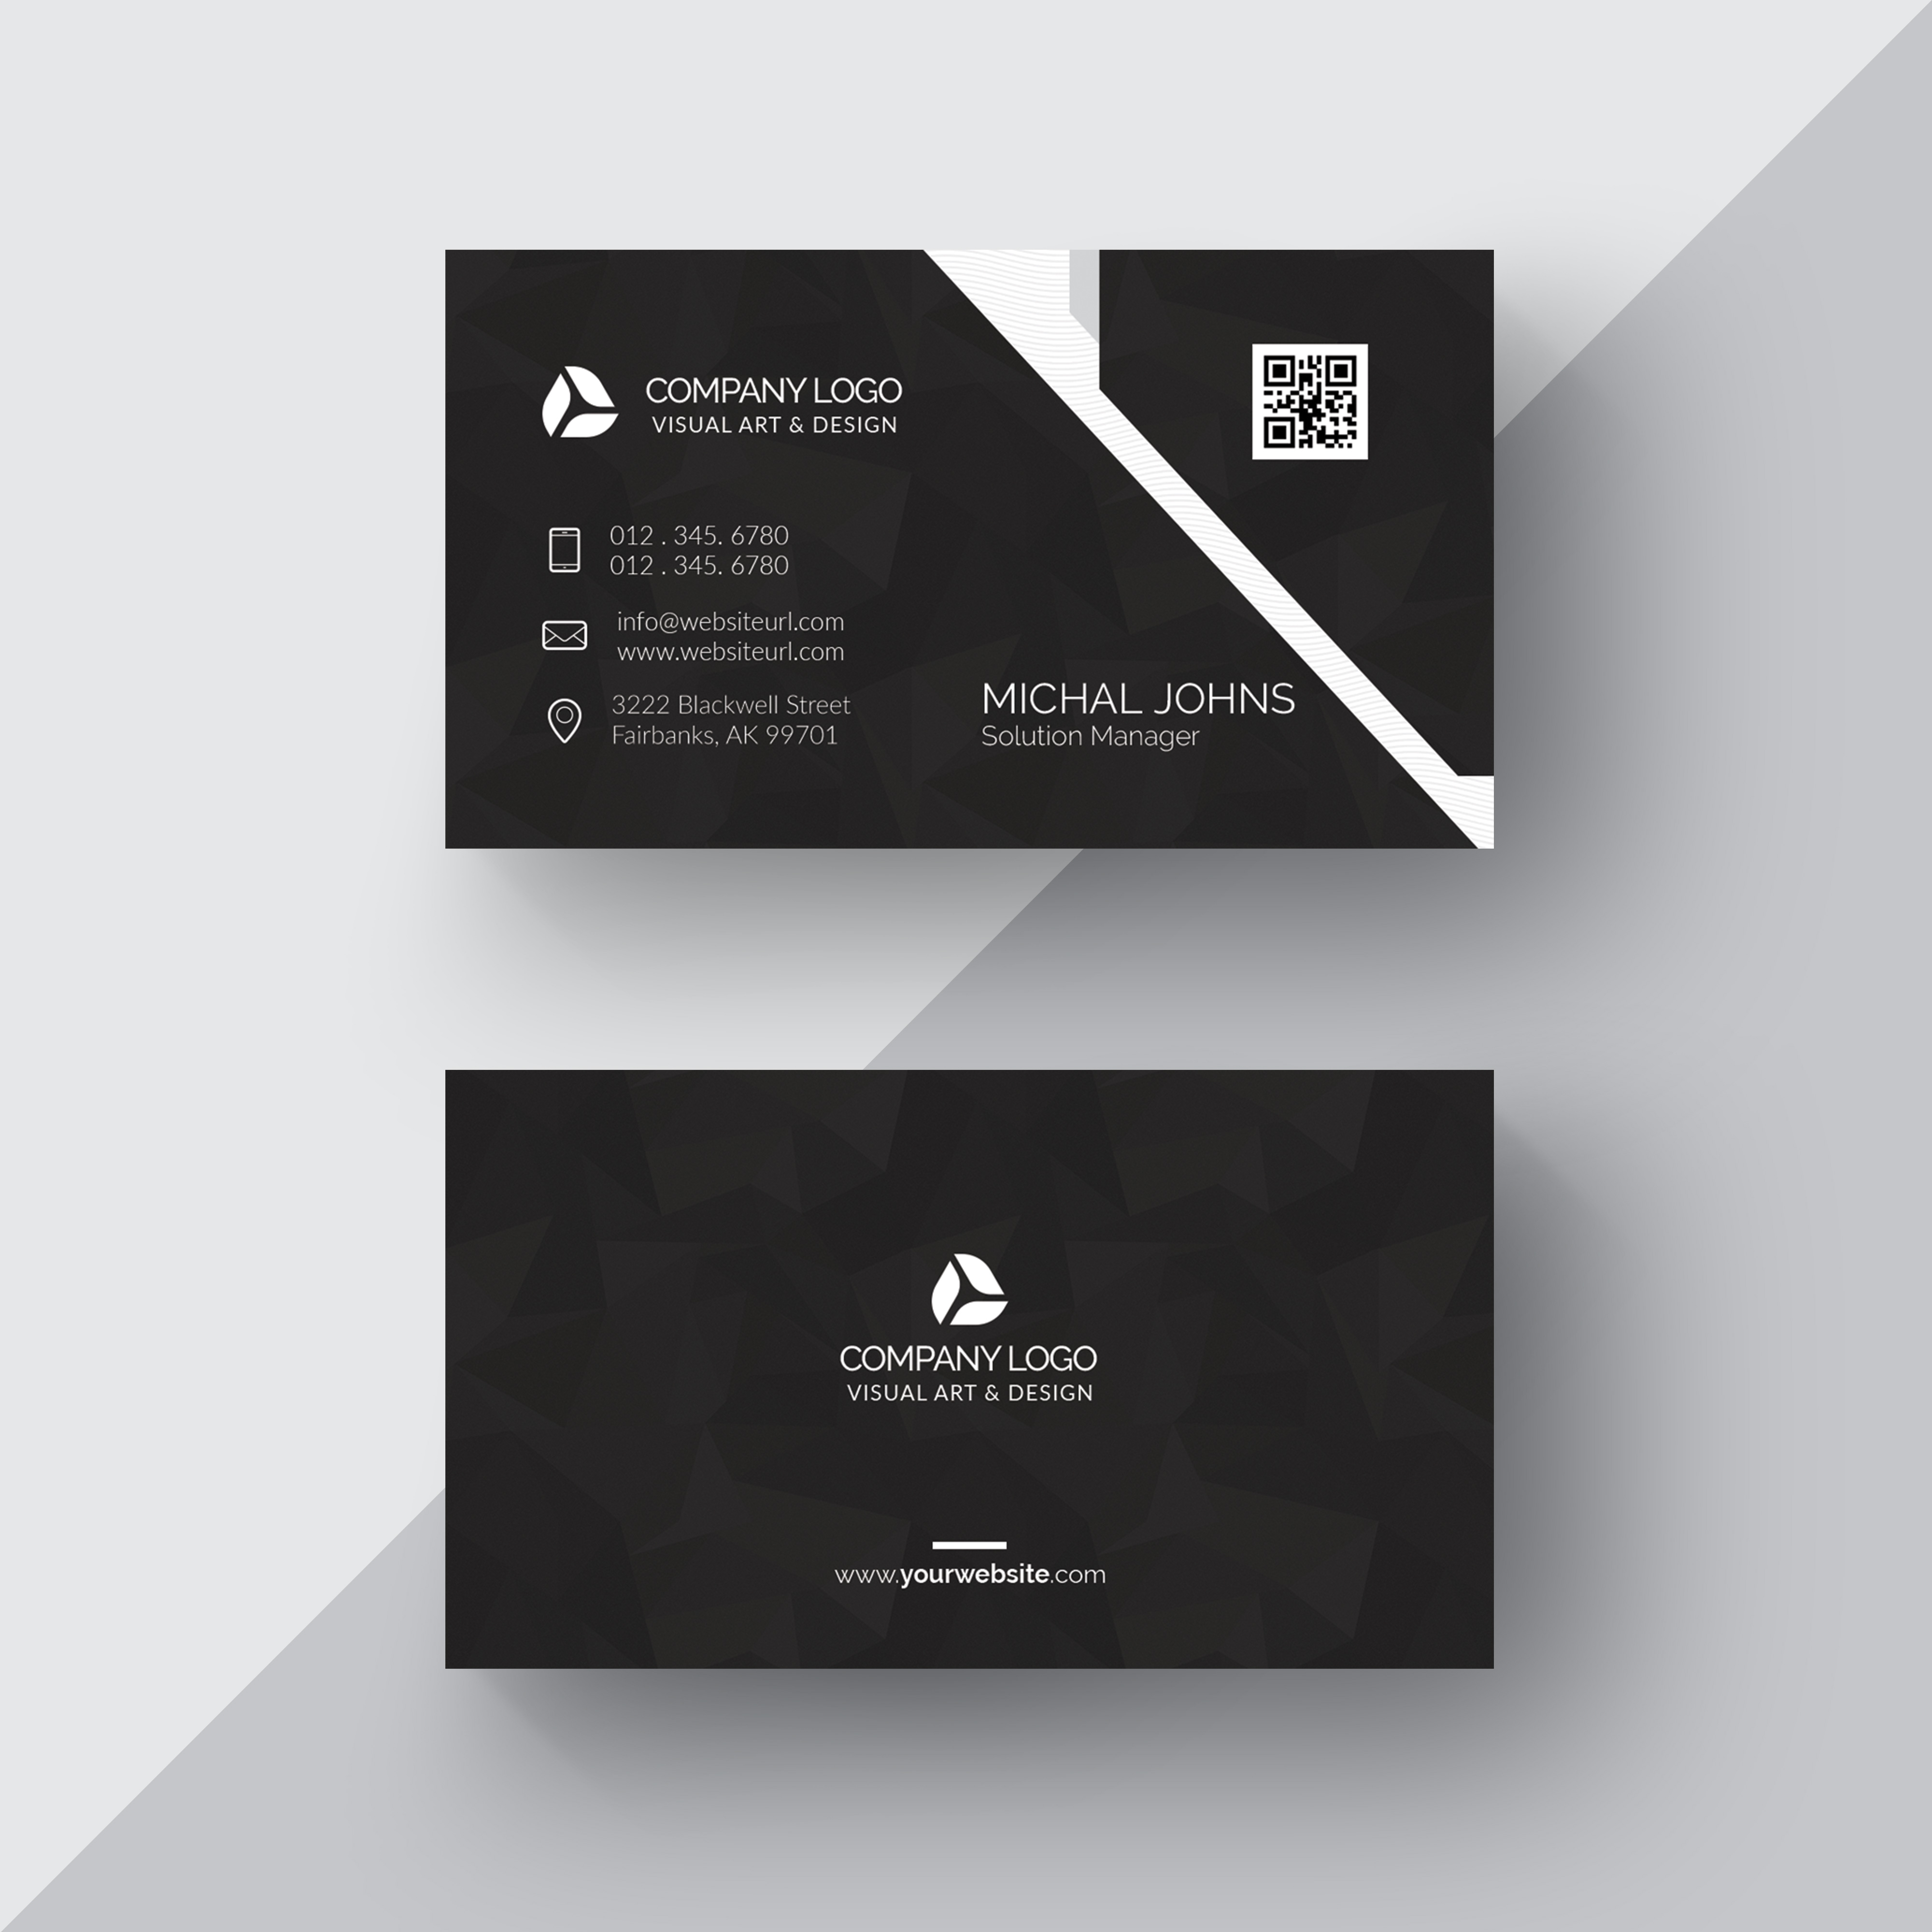 COMPANY LOGO
VISUAL ART & DESIGN
012 . 345. 6780
012 . 345. 6780
info@websiteurl.com
www.websiteurl.com
3222 Blackwell Street
Fairbanks, AK 99701
MICHAL JOHNS
Solution Manager
COMPANY LOGO
VISUAL ART & DESIGN
www.yourwebsite.com